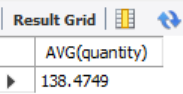 Result Grid
AVG(quantity)
138.4749